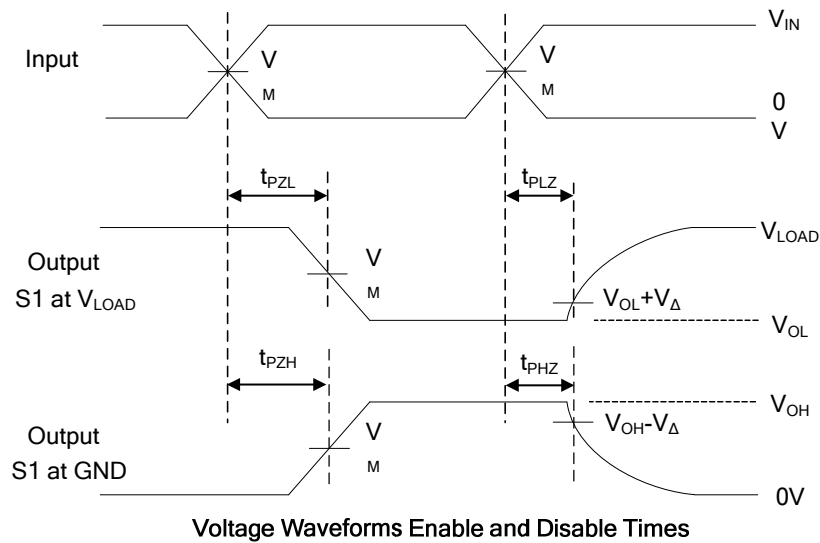 V_IN
Input
V
M
V
M
0
V
t_PZL
t_PLZ
V_LOAD
Output
S1 at V_LOAD
V
M
V_OL+V_Δ
V_OL
t_PZH
t_PHZ
V_OH
Output
S1 at GND
V
M
V_OH-V_Δ
0V
Voltage Waveforms Enable and Disable Times